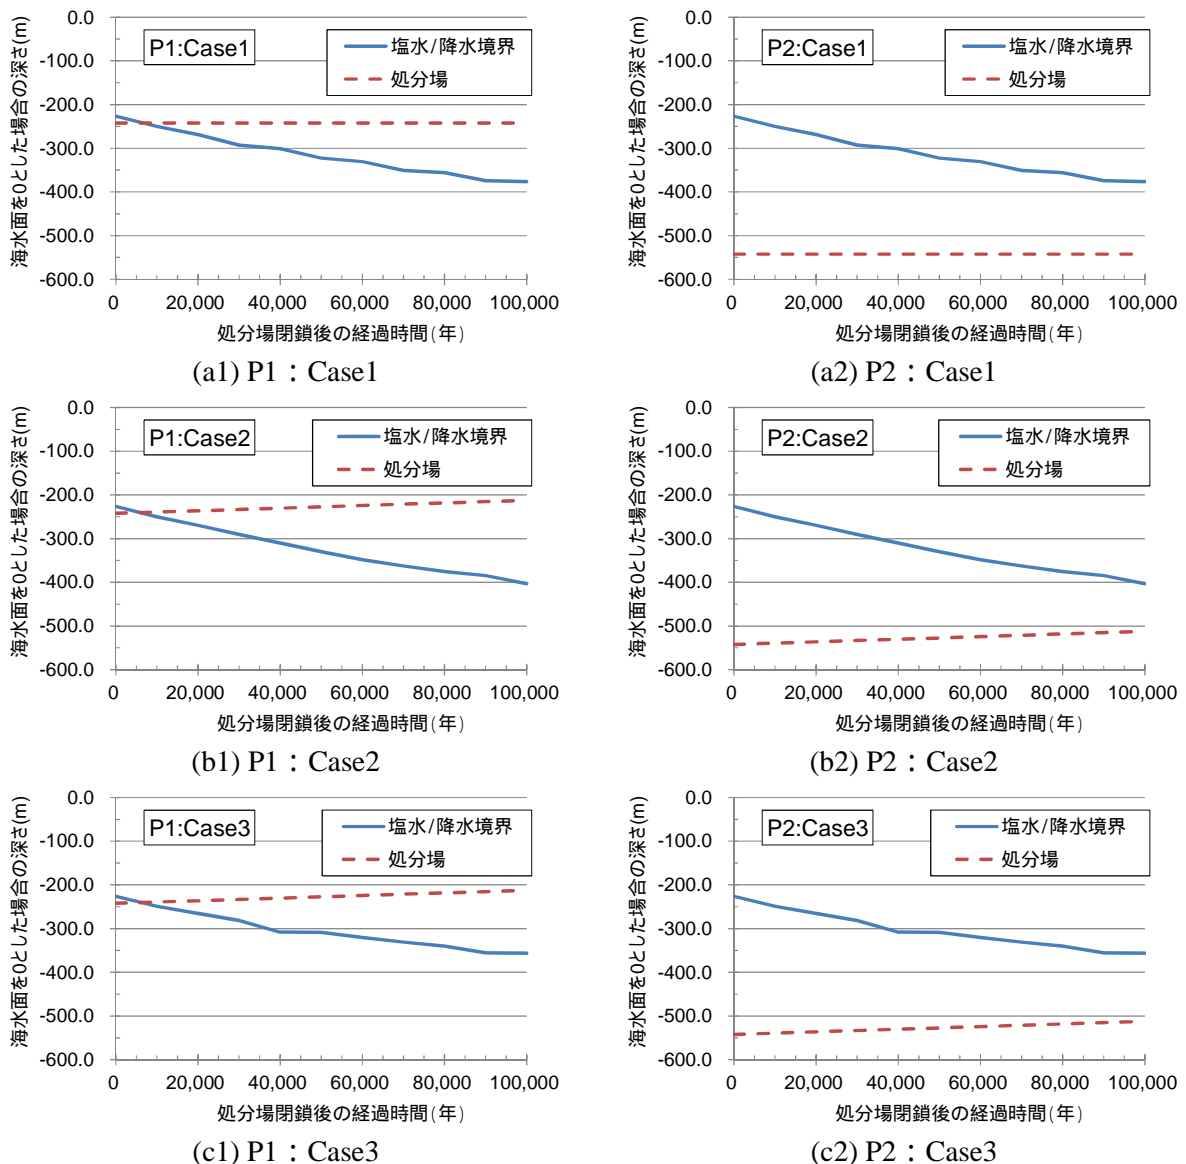 海水面を0とした場合の深さ(m)
0.0
-100.0
-200.0
-300.0
-400.0
-500.0
-600.0
P1:Case1
塩水/降水境界
処分場
0 20,000 40,000 60,000 80,000 100,000
処分場閉鎖後の経過時間(年)
(a1) P1：Case1
海水面を0とした場合の深さ(m)
0.0
-100.0
-200.0
-300.0
-400.0
-500.0
-600.0
P2:Case1
塩水/降水境界
処分場
0 20,000 40,000 60,000 80,000 100,000
処分場閉鎖後の経過時間(年)
(a2) P2：Case1
海水面を0とした場合の深さ(m)
0.0
-100.0
-200.0
-300.0
-400.0
-500.0
-600.0
P1:Case2
塩水/降水境界
処分場
0 20,000 40,000 60,000 80,000 100,000
処分場閉鎖後の経過時間(年)
(b1) P1：Case2
海水面を0とした場合の深さ(m)
0.0
-100.0
-200.0
-300.0
-400.0
-500.0
-600.0
P2:Case2
塩水/降水境界
処分場
0 20,000 40,000 60,000 80,000 100,000
処分場閉鎖後の経過時間(年)
(b2) P2：Case2
海水面を0とした場合の深さ(m)
0.0
-100.0
-200.0
-300.0
-400.0
-500.0
-600.0
P1:Case3
塩水/降水境界
処分場
0 20,000 40,000 60,000 80,000 100,000
処分場閉鎖後の経過時間(年)
(c1) P1：Case3
海水面を0とした場合の深さ(m)
0.0
-100.0
-200.0
-300.0
-400.0
-500.0
-600.0
P2:Case3
塩水/降水境界
処分場
0 20,000 40,000 60,000 80,000 100,000
処分場閉鎖後の経過時間(年)
(c2) P2：Case3